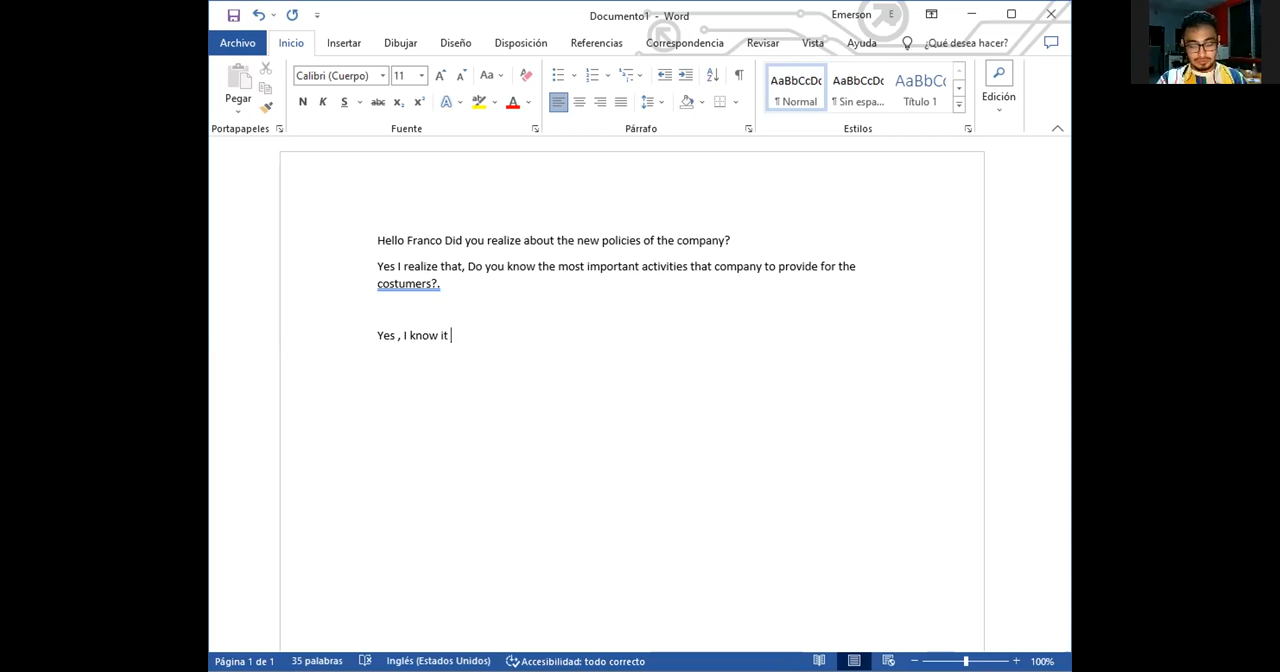 Documento1 - Word
Emerson E
Archivo Inicio Insertar Dibujar Diseño Disposición Referencias Correspondencia Revisar Vista Ayuda ¿Qué desea hacer?
Pegar
Calibri (Cuerpo) 11 Aa
N K S abc x₂ x² A A
AaBbCcDc AaBbCcDc AaBbCc
¶ Normal ¶ Sin espa... Título 1
Edición
Portapapeles Fuente Párrafo Estilos
Hello Franco Did you realize about the new policies of the company?
Yes I realize that, Do you know the most important activities that company to provide for the
costumers?.
Yes , I know it
Página 1 de 1 35 palabras Inglés (Estados Unidos) Accesibilidad: todo correcto 100%